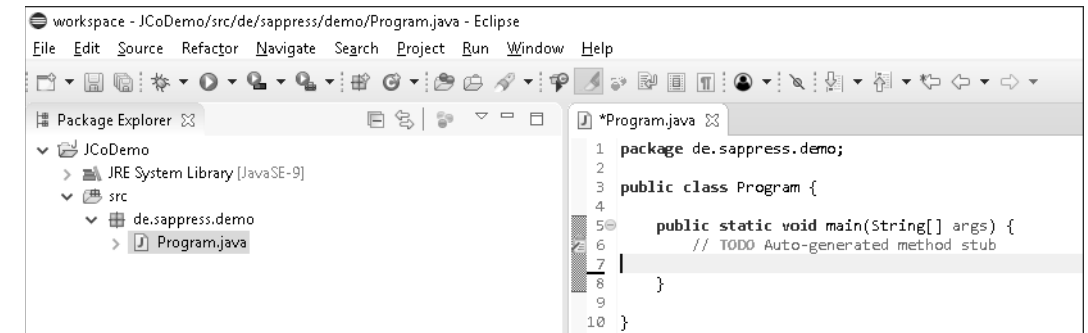 workspace - JCoDemo/src/de/sappress/demo/Program.java - Eclipse
File Edit Source Refactor Navigate Search Project Run Window Help
Package Explorer
JCoDemo
JRE System Library [JavaSE-9]
src
de.sappress.demo
Program.java
*Program.java
1 package de.sappress.demo;
2
3 public class Program {
4
5 public static void main(String[] args) {
6 // TODO Auto-generated method stub
7
8 }
9
10 }